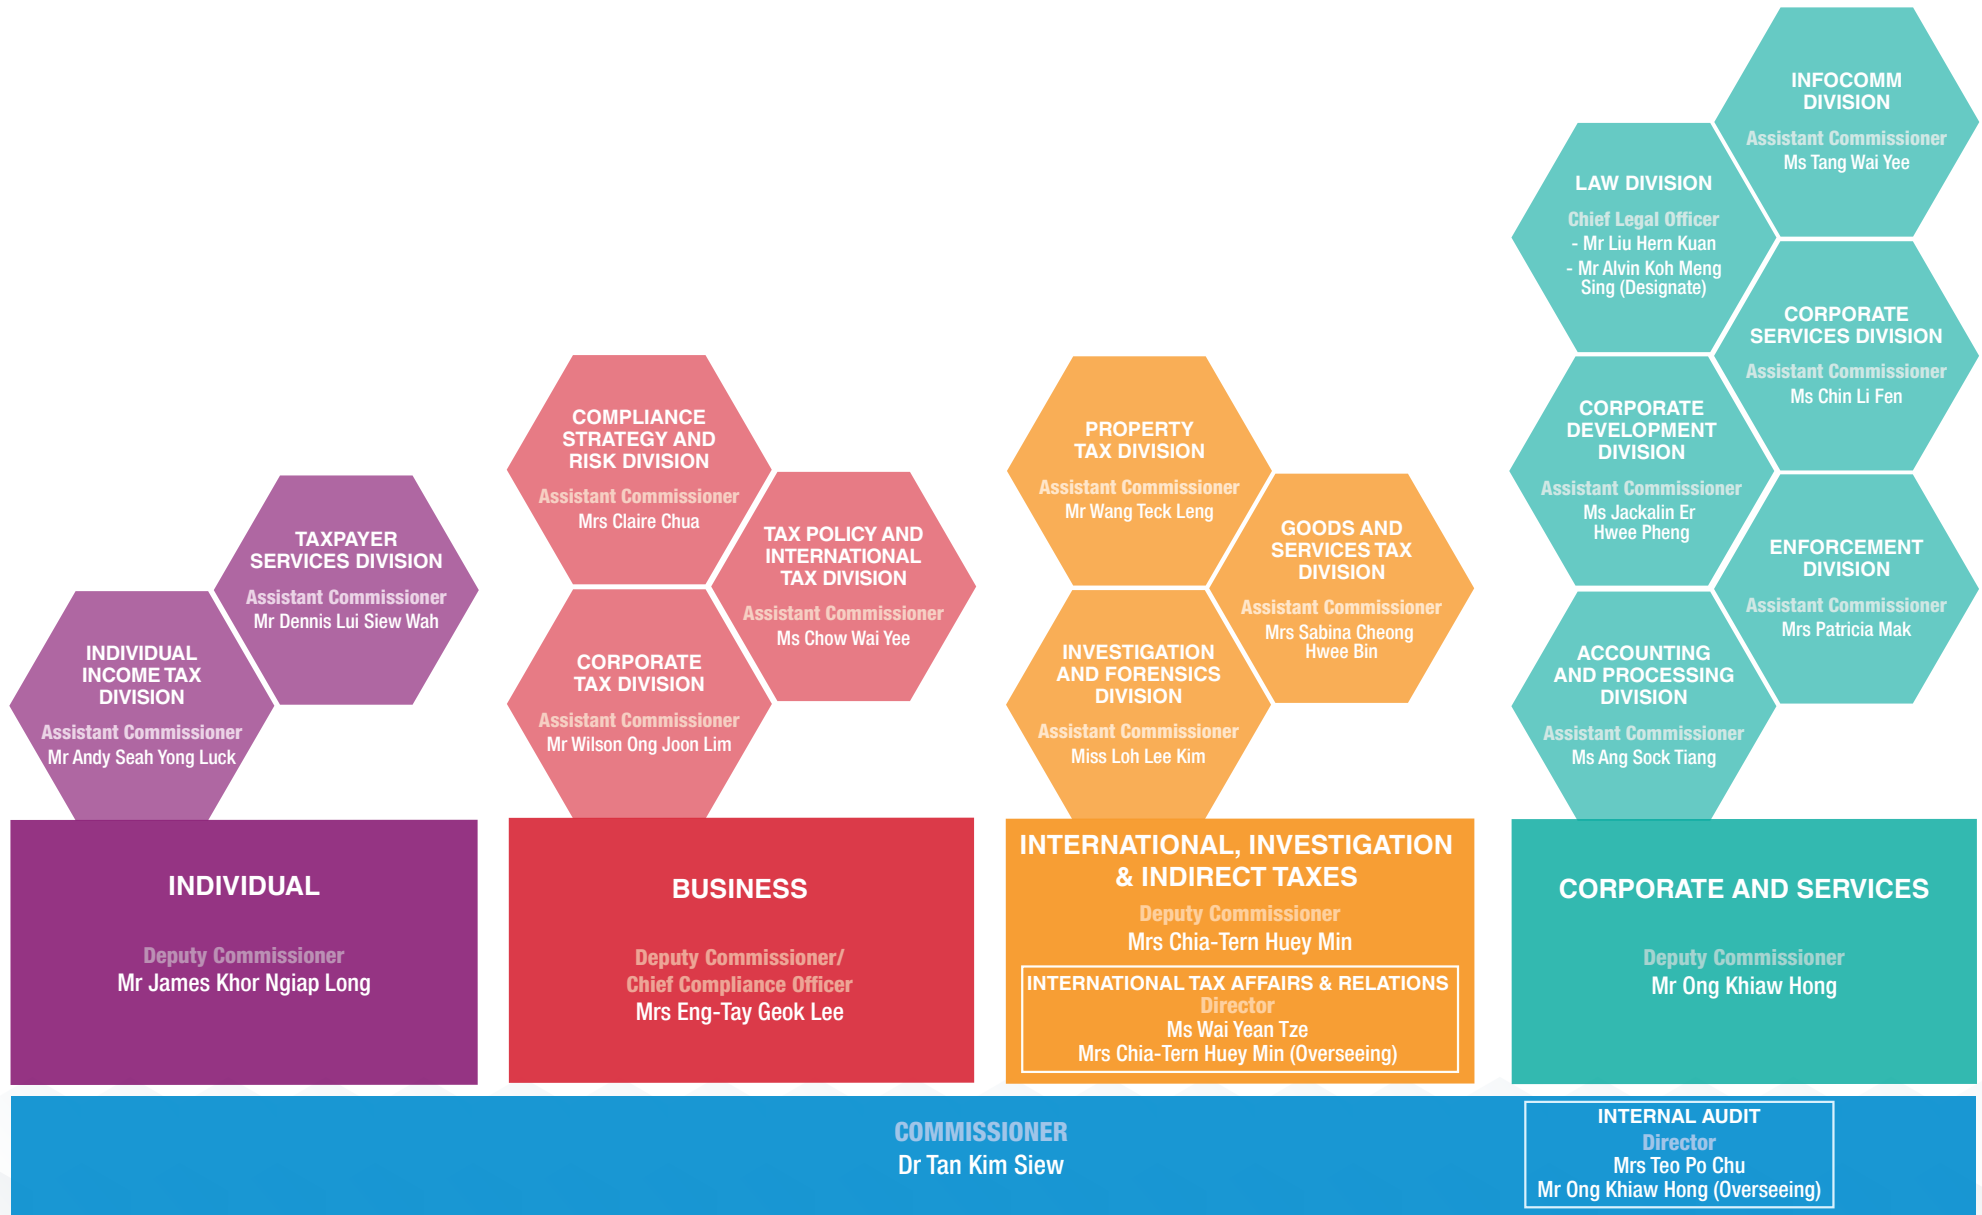 INFOCOMM
DIVISION
Assistant Commissioner
Ms Tang Wai Yee
LAW DIVISION
Chief Legal Officer
- Mr Liu Hern Kuan
- Mr Alvin Koh Meng
Sing (Designate)
CORPORATE
SERVICES DIVISION
Assistant Commissioner
Ms Chin Li Fen
CORPORATE
DEVELOPMENT
DIVISION
Assistant Commissioner
Ms Jackalin Er
Hwee Pheng
ENFORCEMENT
DIVISION
Assistant Commissioner
Mrs Patricia Mak
ACCOUNTING
AND PROCESSING
DIVISION
Assistant Commissioner
Ms Ang Sock Tiang
COMPLIANCE
STRATEGY AND
RISK DIVISION
Assistant Commissioner
Mrs Claire Chua
TAX POLICY AND
INTERNATIONAL
TAX DIVISION
Assistant Commissioner
Ms Chow Wai Yee
CORPORATE
TAX DIVISION
Assistant Commissioner
Mr Wilson Ong Joon Lim
PROPERTY
TAX DIVISION
Assistant Commissioner
Mr Wang Teck Leng
GOODS AND
SERVICES TAX
DIVISION
Assistant Commissioner
Mrs Sabina Cheong
Hwee Bin
INVESTIGATION
AND FORENSICS
DIVISION
Assistant Commissioner
Miss Loh Lee Kim
TAXPAYER
SERVICES DIVISION
Assistant Commissioner
Mr Dennis Lui Siew Wah
INDIVIDUAL
INCOME TAX
DIVISION
Assistant Commissioner
Mr Andy Seah Yong Luck
INDIVIDUAL
Deputy Commissioner
Mr James Khor Ngiap Long
BUSINESS
Deputy Commissioner/
Chief Compliance Officer
Mrs Eng-Tay Geok Lee
INTERNATIONAL, INVESTIGATION
& INDIRECT TAXES
Deputy Commissioner
Mrs Chia-Tern Huey Min
INTERNATIONAL TAX AFFAIRS & RELATIONS
Director
Ms Wai Yean Tze
Mrs Chia-Tern Huey Min (Overseeing)
CORPORATE AND SERVICES
Deputy Commissioner
Mr Ong Khiaw Hong
COMMISSIONER
Dr Tan Kim Siew
INTERNAL AUDIT
Director
Mrs Teo Po Chu
Mr Ong Khiaw Hong (Overseeing)